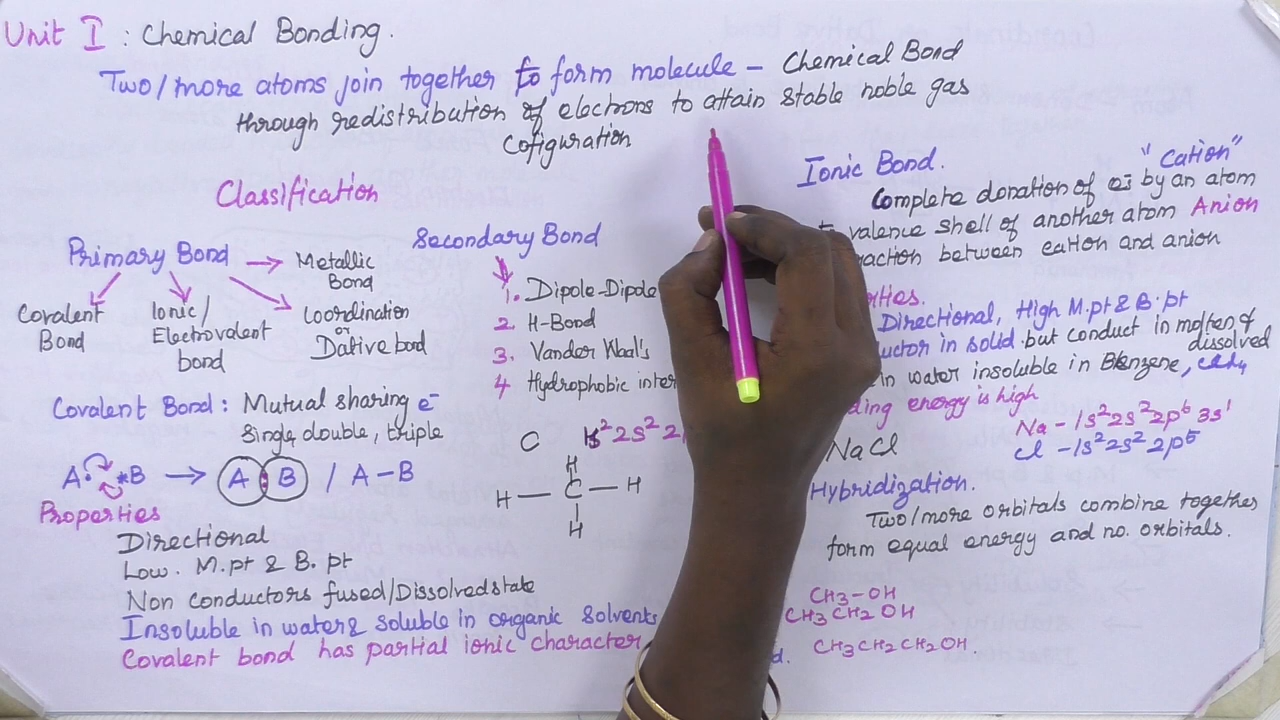 Unit I : Chemical Bonding.
Two/more atoms join together to form molecule – Chemical Bond
through redistribution of electrons to attain stable noble gas
Cofiguration
Classification
Primary Bond → Metallic
Bond
Covalent
Bond
Ionic/
Electrovalent
bond
Coordination
or
Dative bond
Secondary Bond
1. Dipole-Dipole
2. H-Bond
3. Vander Waal's
4 Hydrophobic inter
Covalent Bond : Mutual sharing e⁻
Single, double, triple
A B → A B / A – B
Properties
Directional
Low. M.pt & B. pt
Non conductors fused/Dissolved state
Insoluble in water & soluble in organic solvents
Covalent bond has partial ionic character
C 1s² 2s² 2
H
H – C – H
H
Ionic Bond. "Cation"
Complete donation of by an atom
valence shell of another atom Anion
between cation and anion
Directional, High M.pt & B.pt
in solid but conduct in molten &
dissolved
in water insoluble in Benzene,
energy is high
Na – 1s² 2s² 2p⁶ 3s¹
NaCl
Cl – 1s² 2s² 2p⁵
Hybridization.
Two/more orbitals combine together
form equal energy and no. orbitals.
CH3 – OH
CH3 CH2 OH
CH3CH2CH2OH.